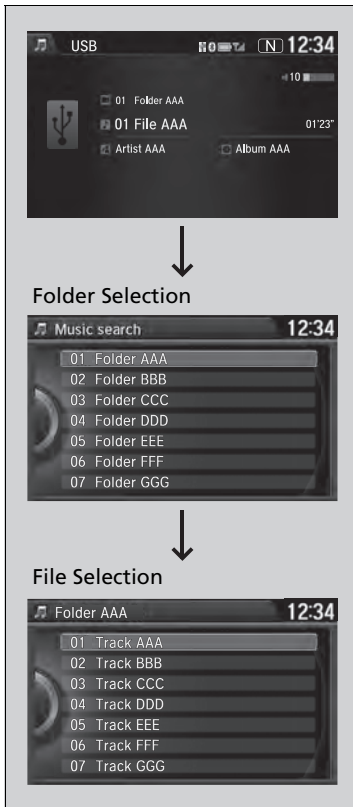 USB N 12:34
10
01 Folder AAA
01 File AAA 01'23"
Artist AAA Album AAA
Folder Selection
Music search 12:34
01 Folder AAA
02 Folder BBB
03 Folder CCC
04 Folder DDD
05 Folder EEE
06 Folder FFF
07 Folder GGG
File Selection
Folder AAA 12:34
01 Track AAA
02 Track BBB
03 Track CCC
04 Track DDD
05 Track EEE
06 Track FFF
07 Track GGG